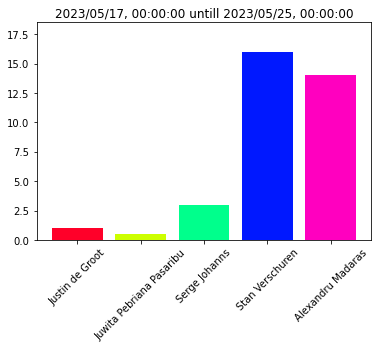 2023/05/17, 00:00:00 untill 2023/05/25, 00:00:00
17.5
15.0
12.5
10.0
7.5
5.0
2.5
0.0
Justin de Groot
Juwita Pebriana Pasaribu
Serge Johanns
Stan Verschuren
Alexandru Madaras